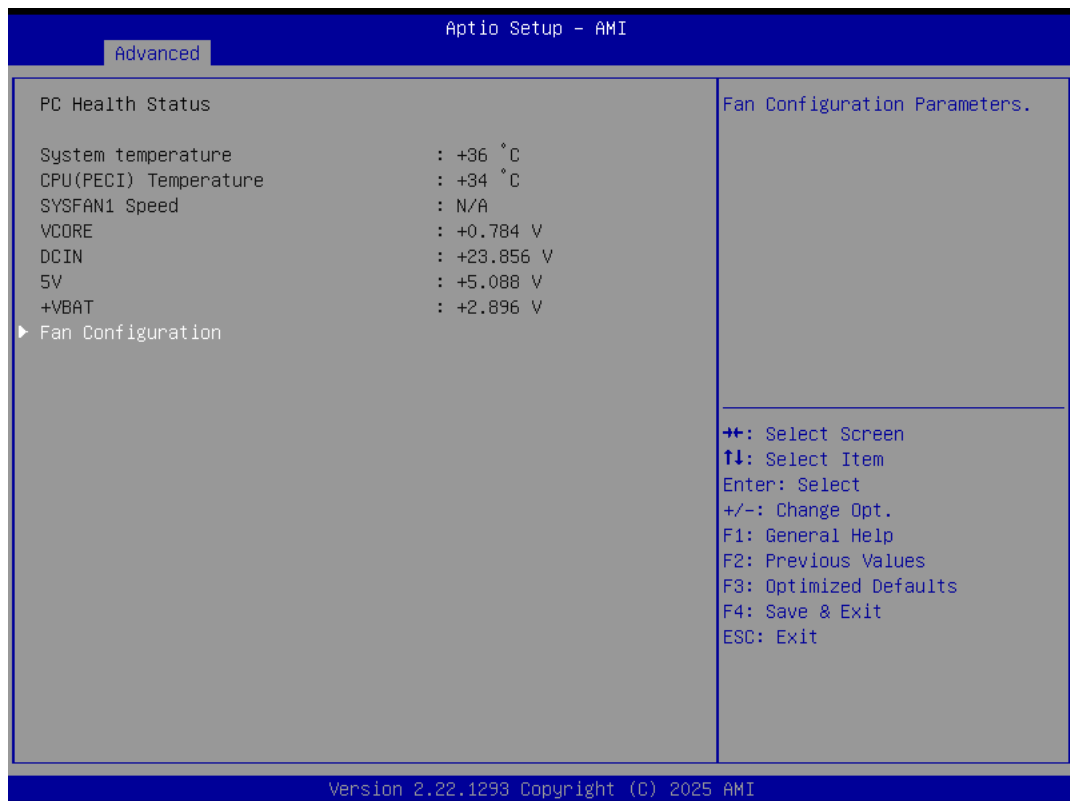 Aptio Setup – AMI
Advanced
PC Health Status
System temperature : +36 °C
CPU(PECI) Temperature : +34 °C
SYSFAN1 Speed : N/A
VCORE : +0.784 V
DCIN : +23.856 V
5V : +5.088 V
+VBAT : +2.896 V
▶ Fan Configuration
Fan Configuration Parameters.
→←: Select Screen
↑↓: Select Item
Enter: Select
+/-: Change Opt.
F1: General Help
F2: Previous Values
F3: Optimized Defaults
F4: Save & Exit
ESC: Exit
Version 2.22.1293 Copyright (C) 2025 AMI